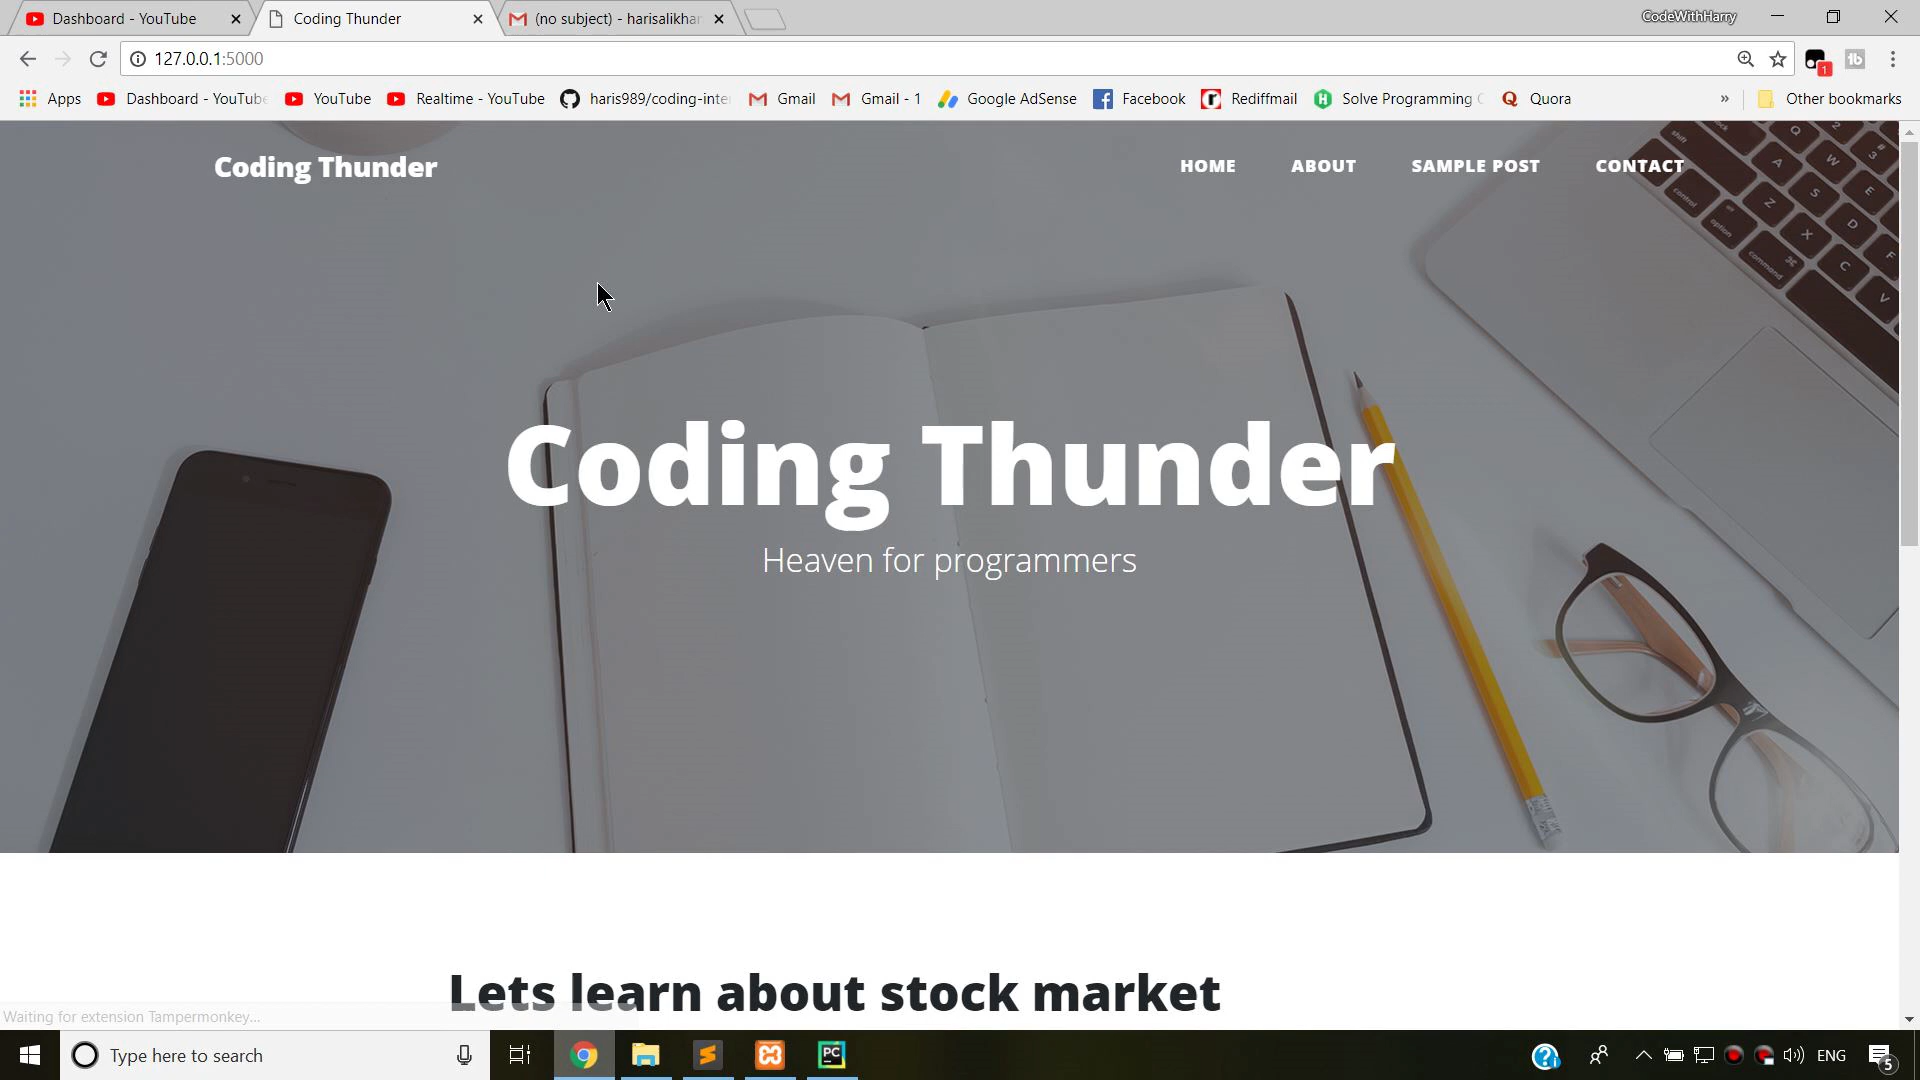 Dashboard - YouTube
Coding Thunder
(no subject) - harisalikhan
CodeWithHarry
127.0.0.1:5000
Apps
Dashboard - YouTube
YouTube
Realtime - YouTube
haris989/coding-inte
Gmail
Gmail - 1
Google AdSense
Facebook
Rediffmail
Solve Programming
Quora
»
Other bookmarks
Coding Thunder
HOME
ABOUT
SAMPLE POST
CONTACT
Coding Thunder
Heaven for programmers
Lets learn about stock market
Waiting for extension Tampermonkey...
Type here to search
ENG
5